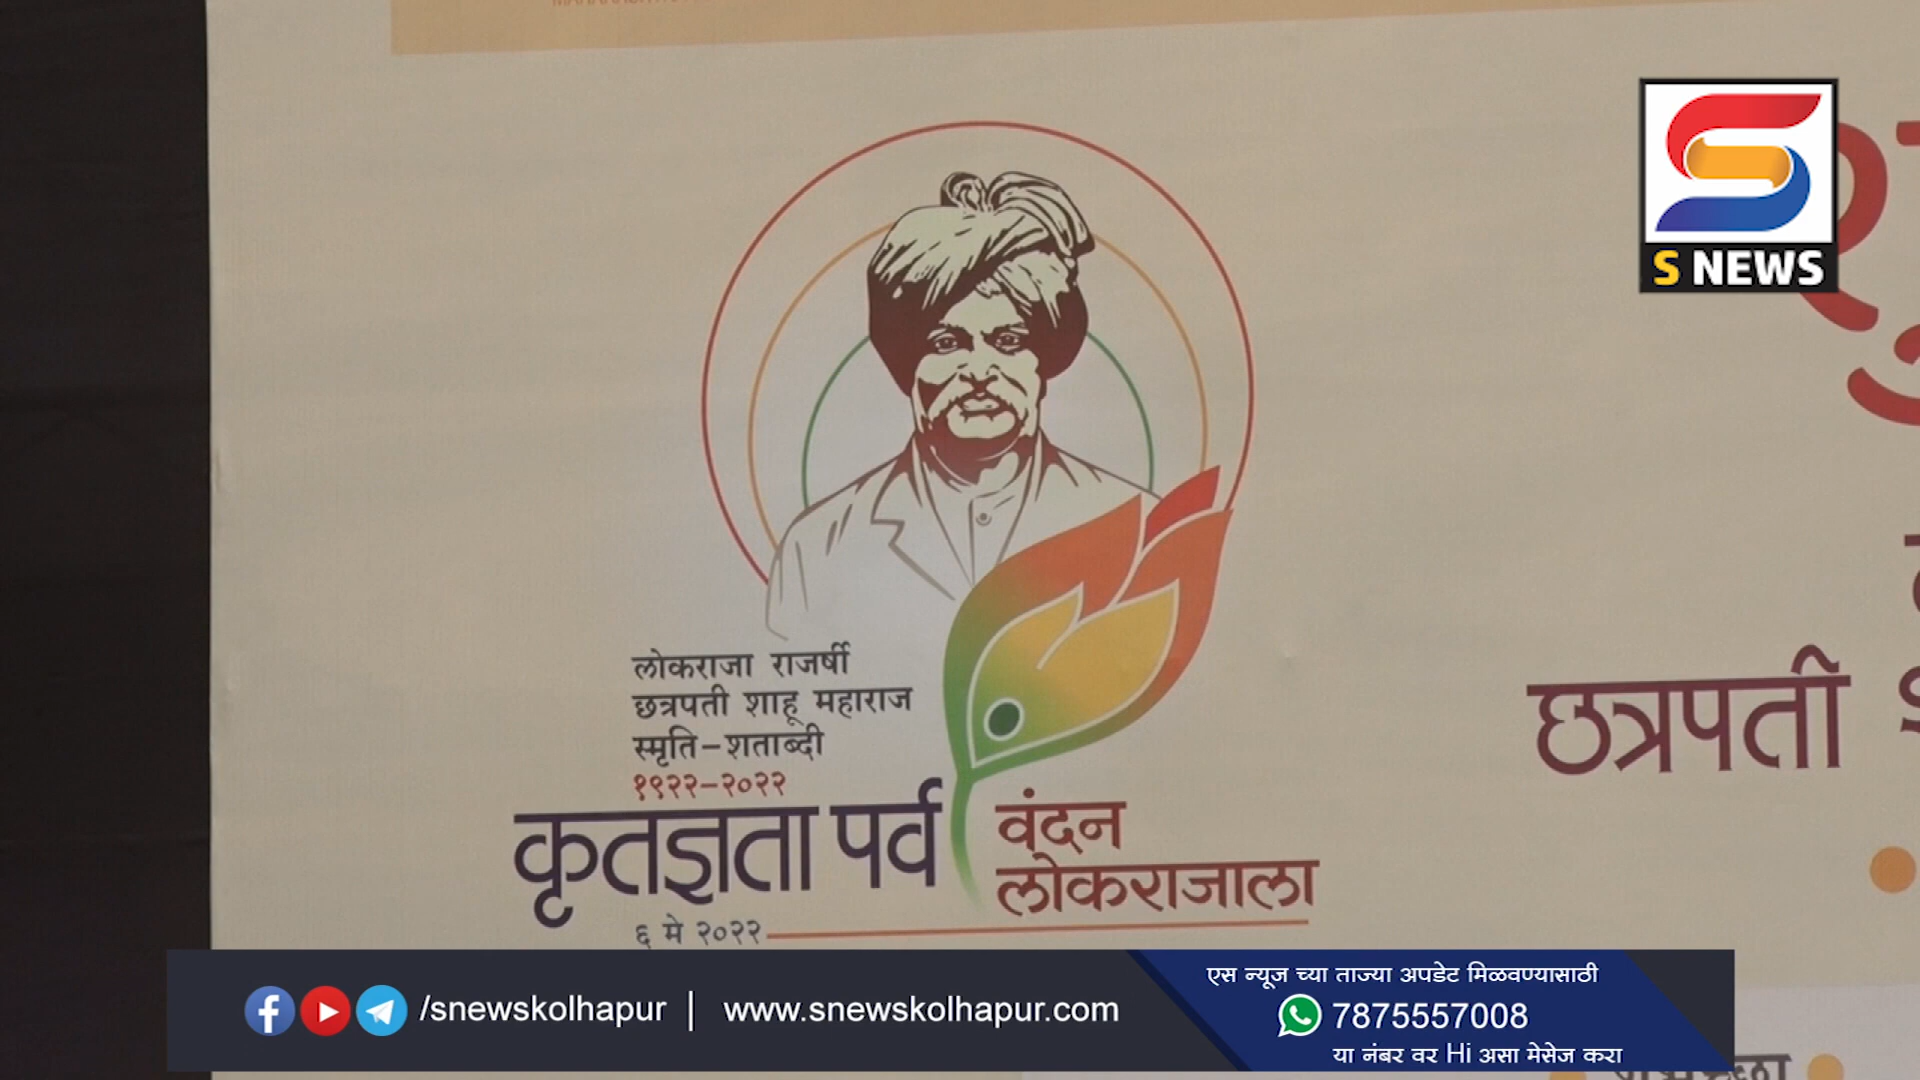 S NEWS
लोकराजा राजर्षी
छत्रपती शाहू महाराज
स्मृति-शताब्दी
१९२२-२०२२
कृतज्ञता पर्व
वंदन
लोकराजाला
६ मे २०२२
छत्रपती
/snewskolhapur | www.snewskolhapur.com
एस न्यूज च्या ताज्या अपडेट मिळवण्यासाठी
7875557008
या नंबर वर Hi असा मेसेज करा